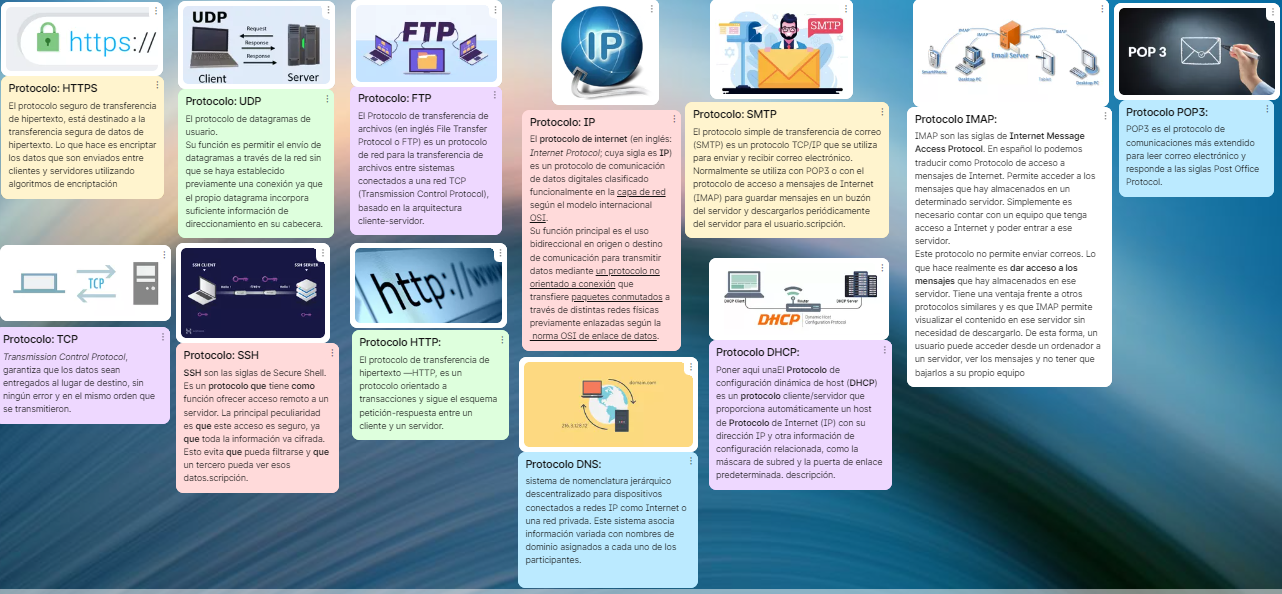 https://
Protocolo: HTTPS
El protocolo seguro de transferencia
de hipertexto, está destinado a la
transferencia segura de datos de
hipertexto. Lo que hace es encriptar
los datos que son enviados entre
clientes y servidores utilizando
algoritmos de encriptación
UDP
Request
Response
Response
Client
Server
Protocolo: UDP
El protocolo de datagramas de
usuario.
Su función es permitir el envío de
datagramas a través de la red sin
que se haya establecido
previamente una conexión ya que
el propio datagrama incorpora
suficiente información de
direccionamiento en su cabecera.
FTP
Protocolo: FTP
El Protocolo de transferencia de
archivos (en inglés File Transfer
Protocol o FTP) es un protocolo
de red para la transferencia de
archivos entre sistemas
conectados a una red TCP
(Transmission Control Protocol),
basado en la arquitectura
cliente-servidor.
IP
Protocolo: IP
El protocolo de internet (en inglés:
Internet Protocol; cuya sigla es IP)
es un protocolo de comunicación
de datos digitales clasificado
funcionalmente en la capa de red
según el modelo internacional
OSI.
Su función principal es el uso
bidireccional en origen o destino
de comunicación para transmitir
datos mediante un protocolo no
orientado a conexión que
transfiere paquetes conmutados a
través de distintas redes físicas
previamente enlazadas según la
norma OSI de enlace de datos.
SMTP
Protocolo: SMTP
El protocolo simple de transferencia de correo
(SMTP) es un protocolo TCP/IP que se utiliza
para enviar y recibir correo electrónico.
Normalmente se utiliza con POP3 o con el
protocolo de acceso a mensajes de Internet
(IMAP) para guardar mensajes en un buzón
del servidor y descargarlos periódicamente
del servidor para el usuario.scripción.
IMAP
IMAP
IMAP
IMAP
Email Server
SmartPhone
Desktop PC
Tablet
Desktop PC
Protocolo IMAP:
IMAP son las siglas de Internet Message
Access Protocol. En español lo podemos
traducir como Protocolo de acceso a
mensajes de Internet. Permite acceder a los
mensajes que hay almacenados en un
determinado servidor. Simplemente es
necesario contar con un equipo que tenga
acceso a Internet y poder entrar a ese
servidor.
Este protocolo no permite enviar correos. Lo
que hace realmente es dar acceso a los
mensajes que hay almacenados en ese
servidor. Tiene una ventaja frente a otros
protocolos similares y es que IMAP permite
visualizar el contenido en ese servidor sin
necesidad de descargarlo. De esta forma, un
usuario puede acceder desde un ordenador a
un servidor, ver los mensajes y no tener que
bajarlos a su propio equipo
POP 3
Protocolo POP3:
POP3 es el protocolo de
comunicaciones más extendido
para leer correo electrónico y
responde a las siglas Post Office
Protocol.
TCP
Protocolo: TCP
Transmission Control Protocol,
garantiza que los datos sean
entregados al lugar de destino, sin
ningún error y en el mismo orden que
se transmitieron.
SSH CLIENT
SSH SERVER
Protocolo: SSH
SSH son las siglas de Secure Shell.
Es un protocolo que tiene como
función ofrecer acceso remoto a un
servidor. La principal peculiaridad
es que este acceso es seguro, ya
que toda la información va cifrada.
Esto evita que pueda filtrarse y que
un tercero pueda ver esos
datos.scripción.
http://w
Protocolo HTTP:
El protocolo de transferencia de
hipertexto —HTTP, es un
protocolo orientado a
transacciones y sigue el esquema
petición-respuesta entre un
cliente y un servidor.
domain.com
Protocolo DNS:
sistema de nomenclatura jerárquico
descentralizado para dispositivos
conectados a redes IP como Internet o
una red privada. Este sistema asocia
información variada con nombres de
dominio asignados a cada uno de los
participantes.
DHCP Client
Router
DHCP Server
DHCP
Dynamic Host
Configuration Protocol
Protocolo DHCP:
Poner aquí unaEl Protocolo de
configuración dinámica de host (DHCP)
es un protocolo cliente/servidor que
proporciona automáticamente un host
de Protocolo de Internet (IP) con su
dirección IP y otra información de
configuración relacionada, como la
máscara de subred y la puerta de enlace
predeterminada. descripción.